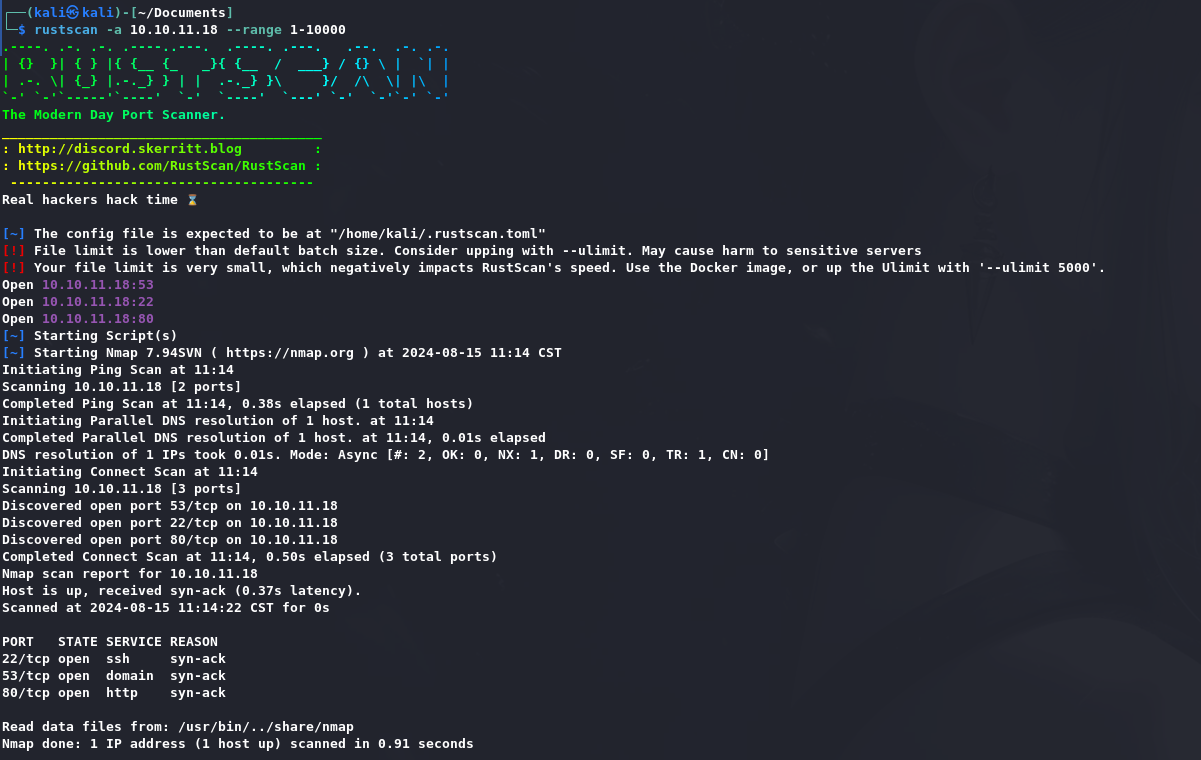 ┌──(kali㉿kali)-[~/Documents]
└─$ rustscan -a 10.10.11.18 --range 1-10000
.----. .-. .-. .----..---.  .----. .---.   .--.  .-. .-.
| {}  }| { } |{ {__ {_   _}{ {__  /  ___} / {} \ |  `| |
| .-. \| {_} |.-._} } | |  .-._} }\     }/  /\  \| |\  |
`-' `-'`-----'`----'  `-'  `----'  `---' `-'  `-'`-' `-'
The Modern Day Port Scanner.
________________________________________
: http://discord.skerritt.blog         :
: https://github.com/RustScan/RustScan :
 --------------------------------------
Real hackers hack time ⌛
[~] The config file is expected to be at "/home/kali/.rustscan.toml"
[!] File limit is lower than default batch size. Consider upping with --ulimit. May cause harm to sensitive servers
[!] Your file limit is very small, which negatively impacts RustScan's speed. Use the Docker image, or up the Ulimit with '--ulimit 5000'.
Open 10.10.11.18:53
Open 10.10.11.18:22
Open 10.10.11.18:80
[~] Starting Script(s)
[~] Starting Nmap 7.94SVN ( https://nmap.org ) at 2024-08-15 11:14 CST
Initiating Ping Scan at 11:14
Scanning 10.10.11.18 [2 ports]
Completed Ping Scan at 11:14, 0.38s elapsed (1 total hosts)
Initiating Parallel DNS resolution of 1 host. at 11:14
Completed Parallel DNS resolution of 1 host. at 11:14, 0.01s elapsed
DNS resolution of 1 IPs took 0.01s. Mode: Async [#: 2, OK: 0, NX: 1, DR: 0, SF: 0, TR: 1, CN: 0]
Initiating Connect Scan at 11:14
Scanning 10.10.11.18 [3 ports]
Discovered open port 53/tcp on 10.10.11.18
Discovered open port 22/tcp on 10.10.11.18
Discovered open port 80/tcp on 10.10.11.18
Completed Connect Scan at 11:14, 0.50s elapsed (3 total ports)
Nmap scan report for 10.10.11.18
Host is up, received syn-ack (0.37s latency).
Scanned at 2024-08-15 11:14:22 CST for 0s
PORT   STATE SERVICE REASON
22/tcp open  ssh     syn-ack
53/tcp open  domain  syn-ack
80/tcp open  http    syn-ack
Read data files from: /usr/bin/../share/nmap
Nmap done: 1 IP address (1 host up) scanned in 0.91 seconds